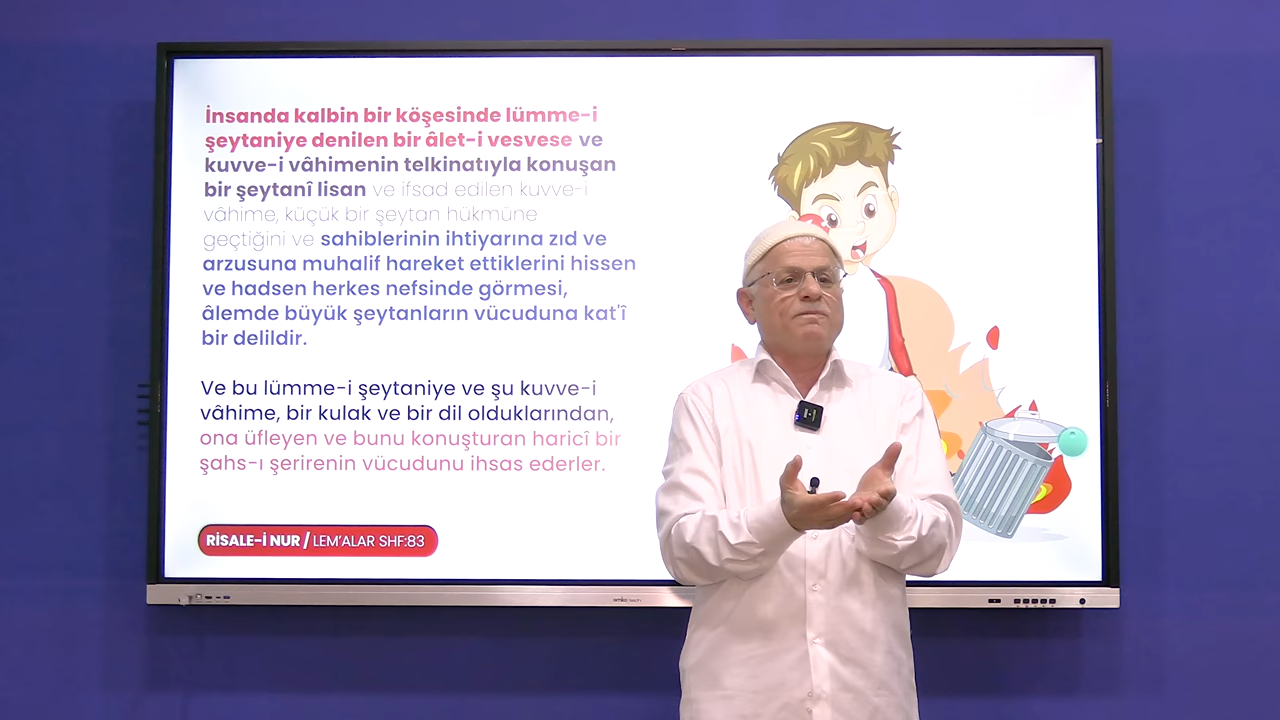 İnsanda kalbin bir köşesinde lümme-i
şeytaniye denilen bir âlet-i vesvese ve
kuvve-i vâhimenin telkinatıyla konuşan
bir şeytanî lisan ve ifsad edilen kuvve-i
vâhime, küçük bir şeytan hükmüne
geçtiğini ve sahiblerinin ihtiyarına zıd ve
arzusuna muhalif hareket ettiklerini hissen
ve hadsen herkes nefsinde görmesi,
âlemde büyük şeytanların vücuduna kat'î
bir delildir.
Ve bu lümme-i şeytaniye ve şu kuvve-i
vâhime, bir kulak ve bir dil olduklarından,
ona üfleyen ve bunu konuşturan haricî bir
şahs-ı şerirenin vücudunu ihsas ederler.
RİSALE-İ NUR / LEM'ALAR SHF:83